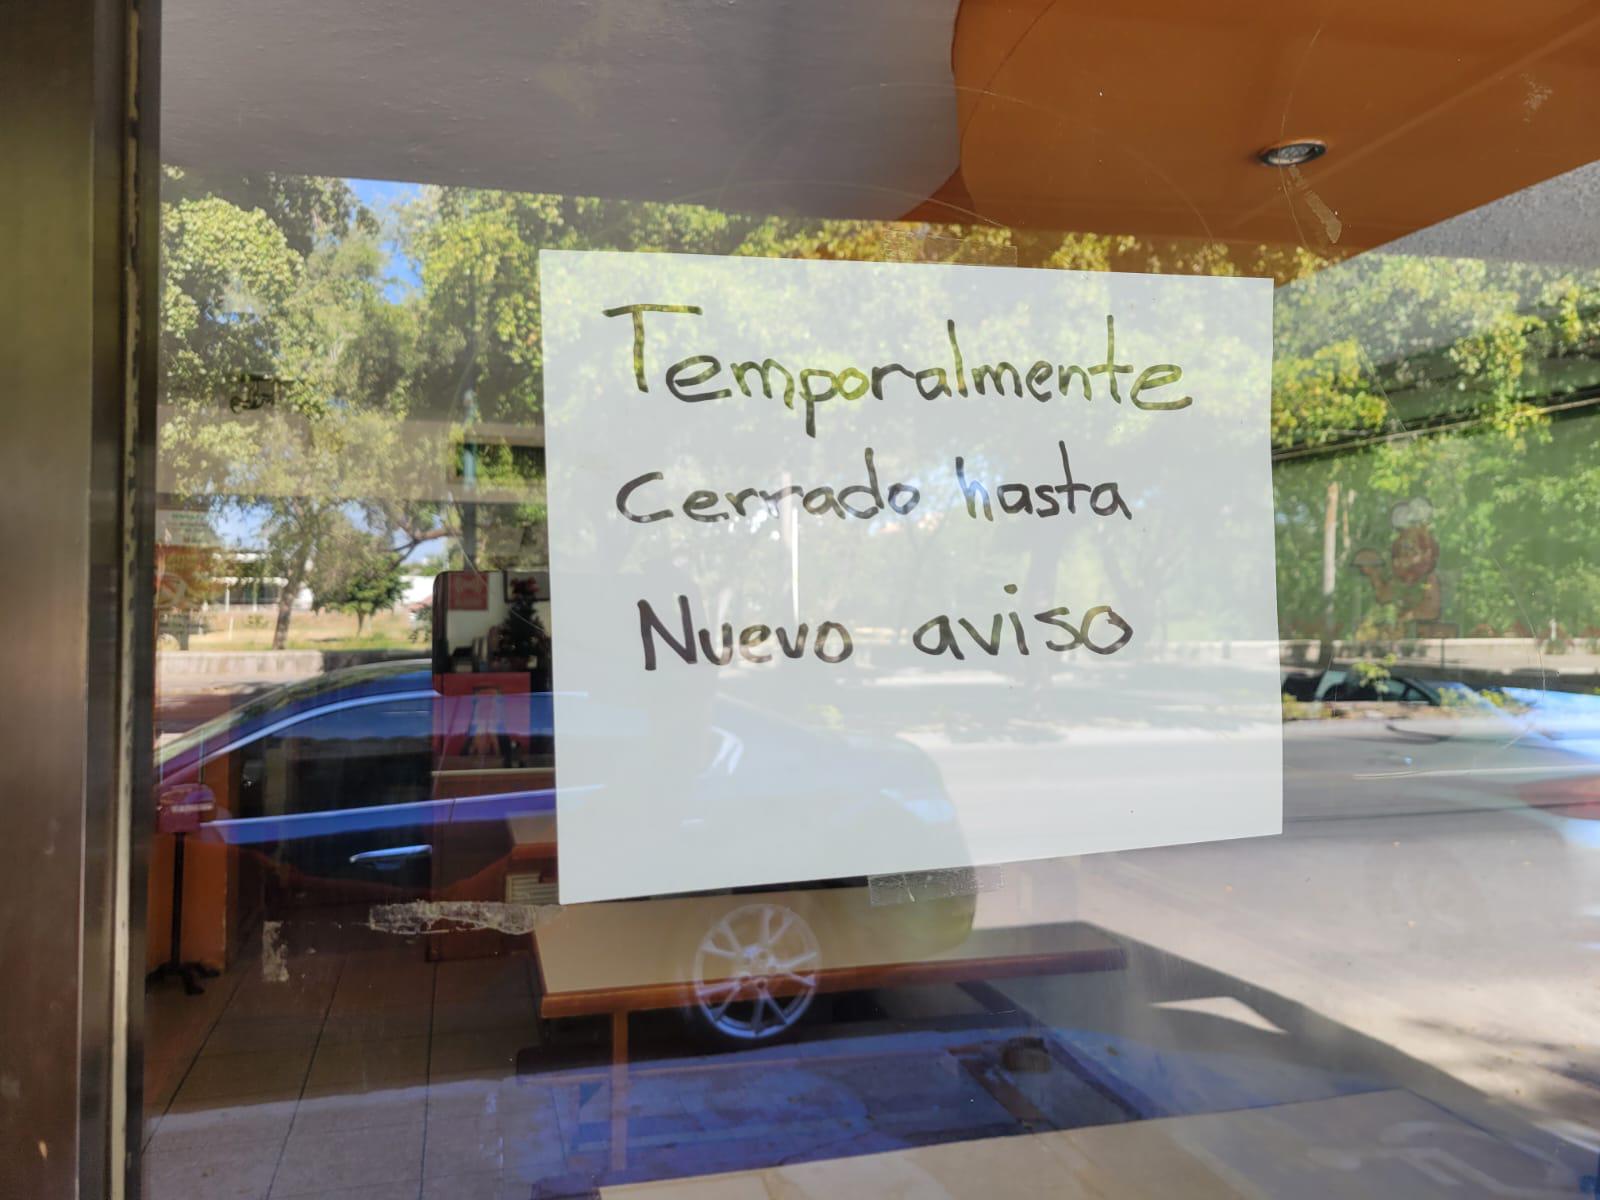 Temporalmente
Cerrado hasta
Nuevo aviso